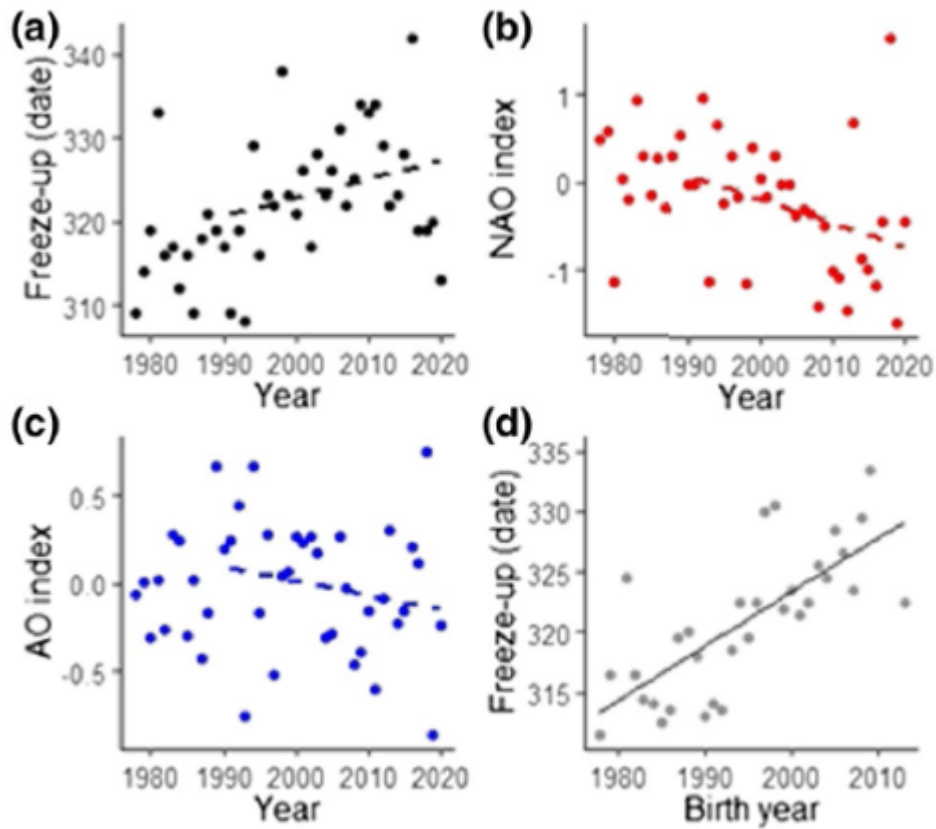 (a)
Freeze-up (date)
340
330
320
310
1980 1990 2000 2010 2020
Year
(b)
NAO index
1
0
-1
1980 1990 2000 2010 2020
Year
(c)
AO index
0.5
0.0
-0.5
1980 1990 2000 2010 2020
Year
(d)
Freeze-up (date)
335
330
325
320
315
1980 1990 2000 2010
Birth year